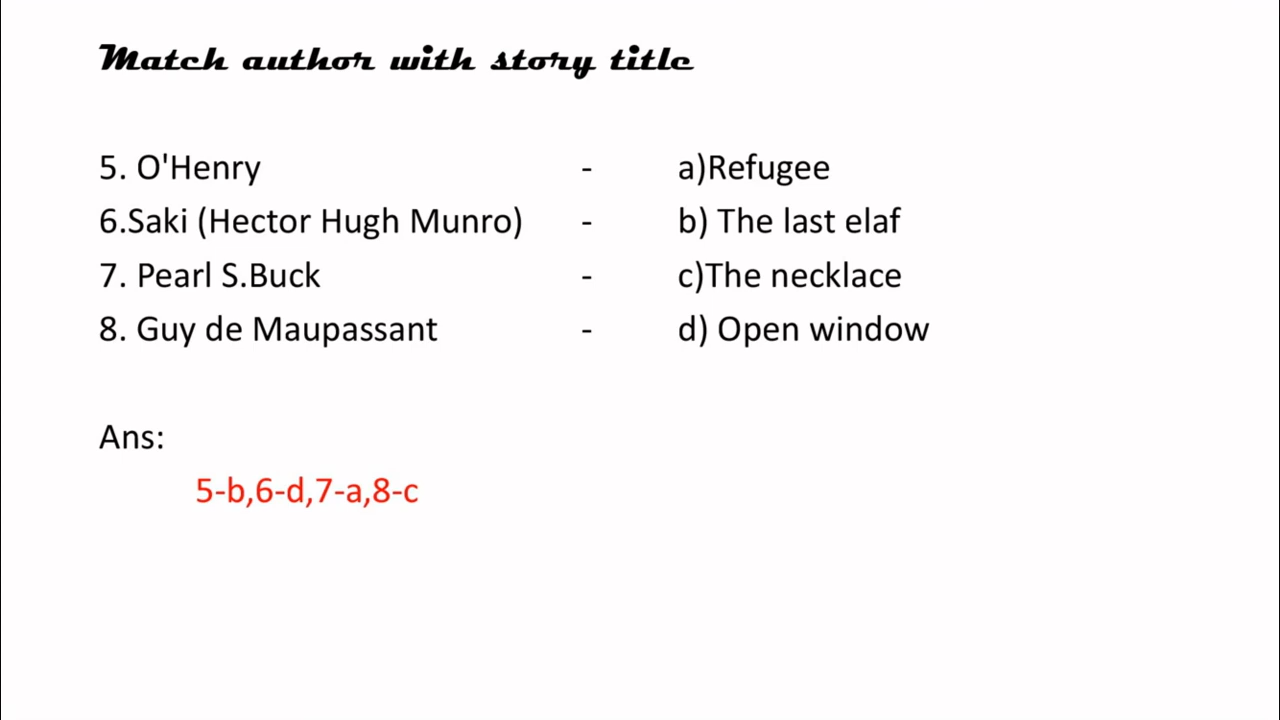 Match author with story title
5. O'Henry - a)Refugee
6.Saki (Hector Hugh Munro) - b) The last elaf
7. Pearl S.Buck - c)The necklace
8. Guy de Maupassant - d) Open window
Ans:
5-b,6-d,7-a,8-c